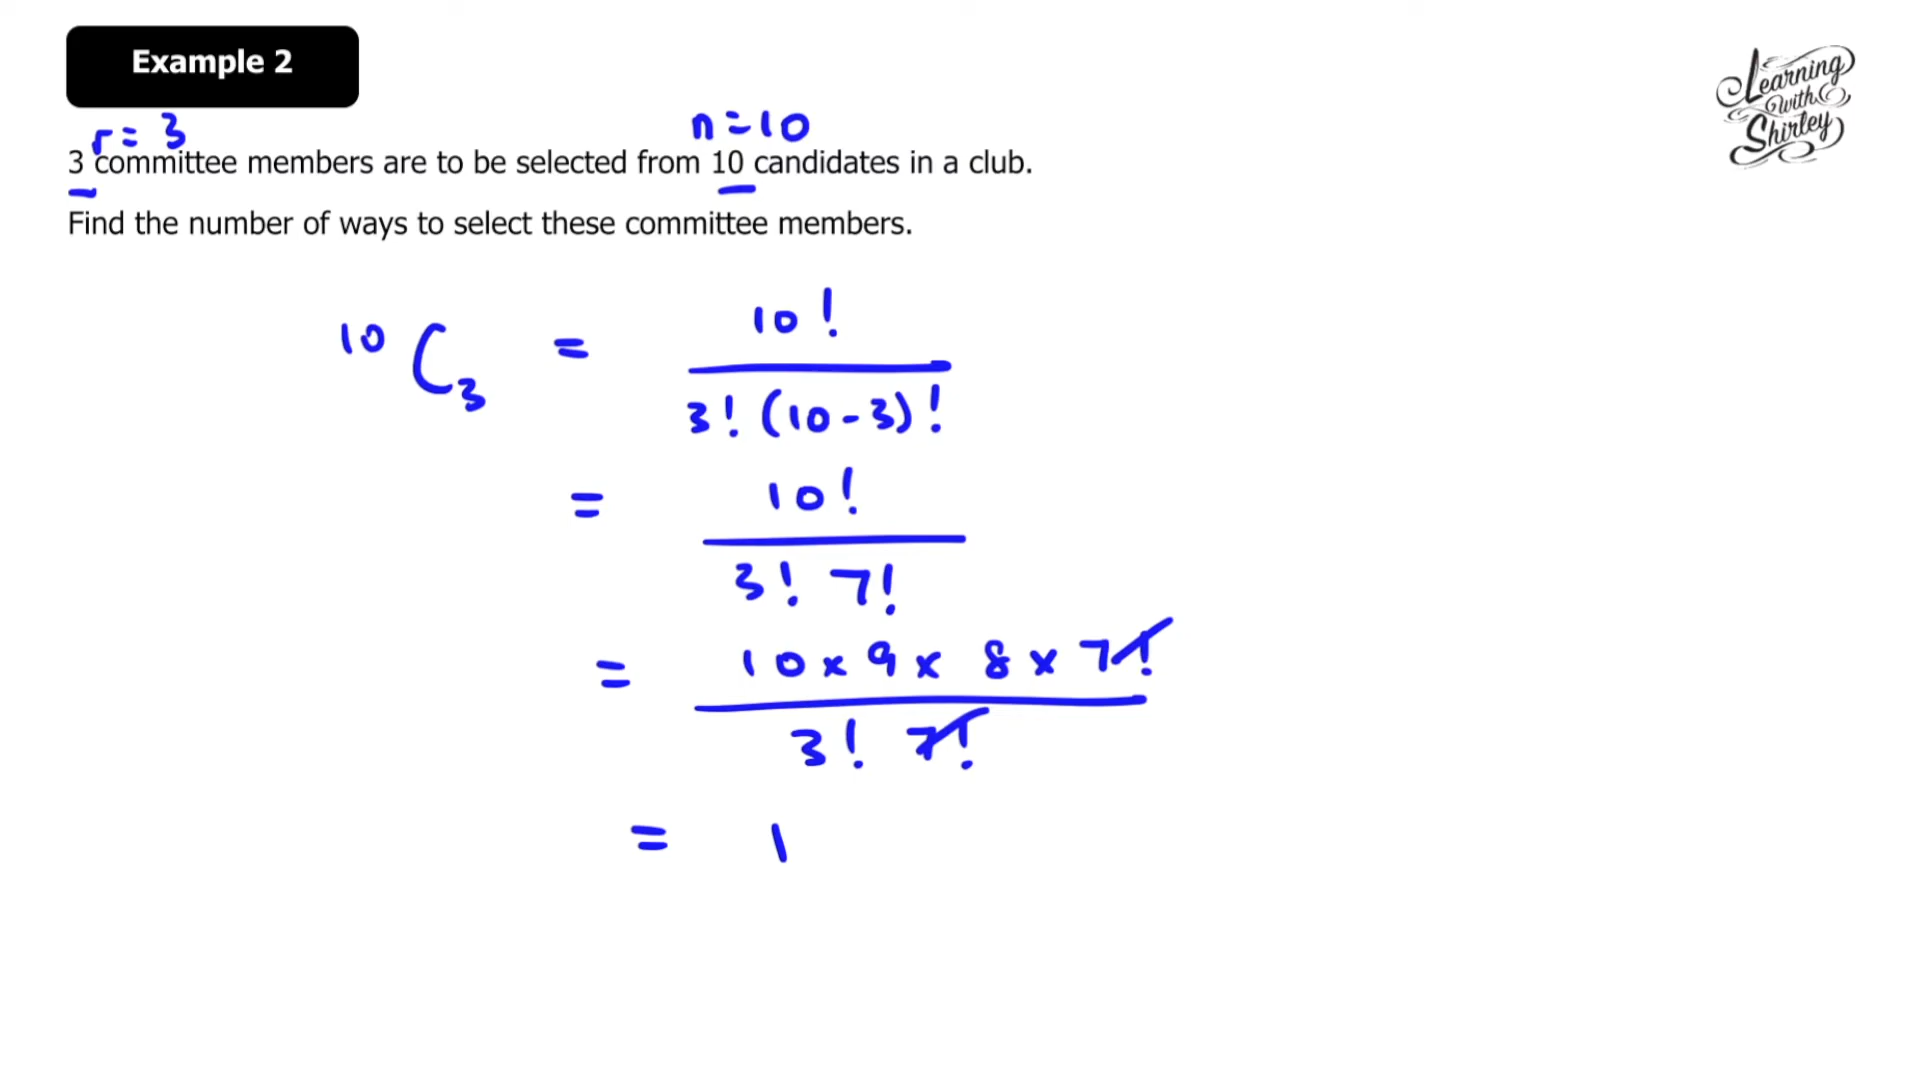 Example 2
Learning
with
Shirley
r = 3
n = 10
3 committee members are to be selected from 10 candidates in a club.
Find the number of ways to select these committee members.
10 C 3 = 10! / 3! (10 - 3)!
= 10! / 3! 7!
= 10 x 9 x 8 x 7! / 3! 7!
= 1